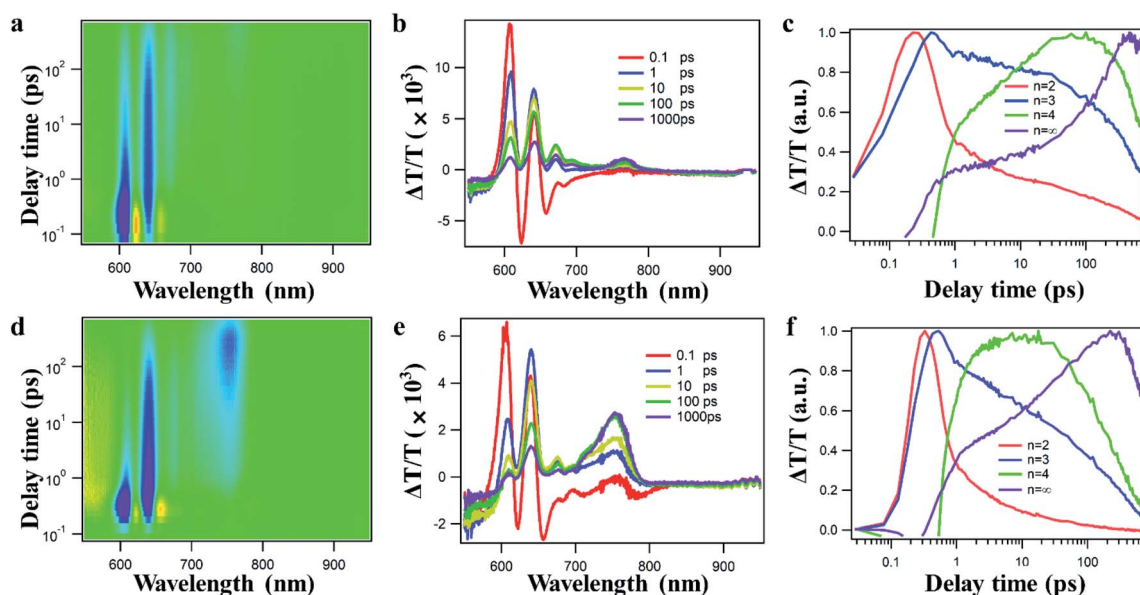 a
Delay time (ps)
10²
10¹
10⁰
10⁻¹
600 700 800 900
Wavelength (nm)
b
ΔT/T ( × 10³)
10
5
0
-5
0.1 ps
1 ps
10 ps
100 ps
1000ps
600 700 800 900
Wavelength (nm)
c
ΔT/T (a.u.)
1.0
0.8
0.6
0.4
0.2
0.0
n=2
n=3
n=4
n=∞
0.1 1 10 100
Delay time (ps)
d
Delay time (ps)
10²
10¹
10⁰
10⁻¹
600 700 800 900
Wavelength (nm)
e
ΔT/T ( × 10³)
6
4
2
0
-2
0.1 ps
1 ps
10 ps
100 ps
1000ps
600 700 800 900
Wavelength (nm)
f
ΔT/T (a.u.)
1.0
0.8
0.6
0.4
0.2
0.0
n=2
n=3
n=4
n=∞
0.1 1 10 100
Delay time (ps)